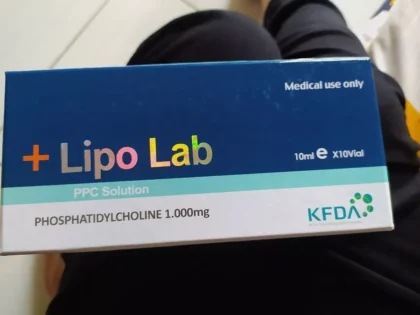 Medical use only
+ Lipo Lab
10ml e X10Vial
PPC Solution
PHOSPHATIDYLCHOLINE 1.000mg
KFDA